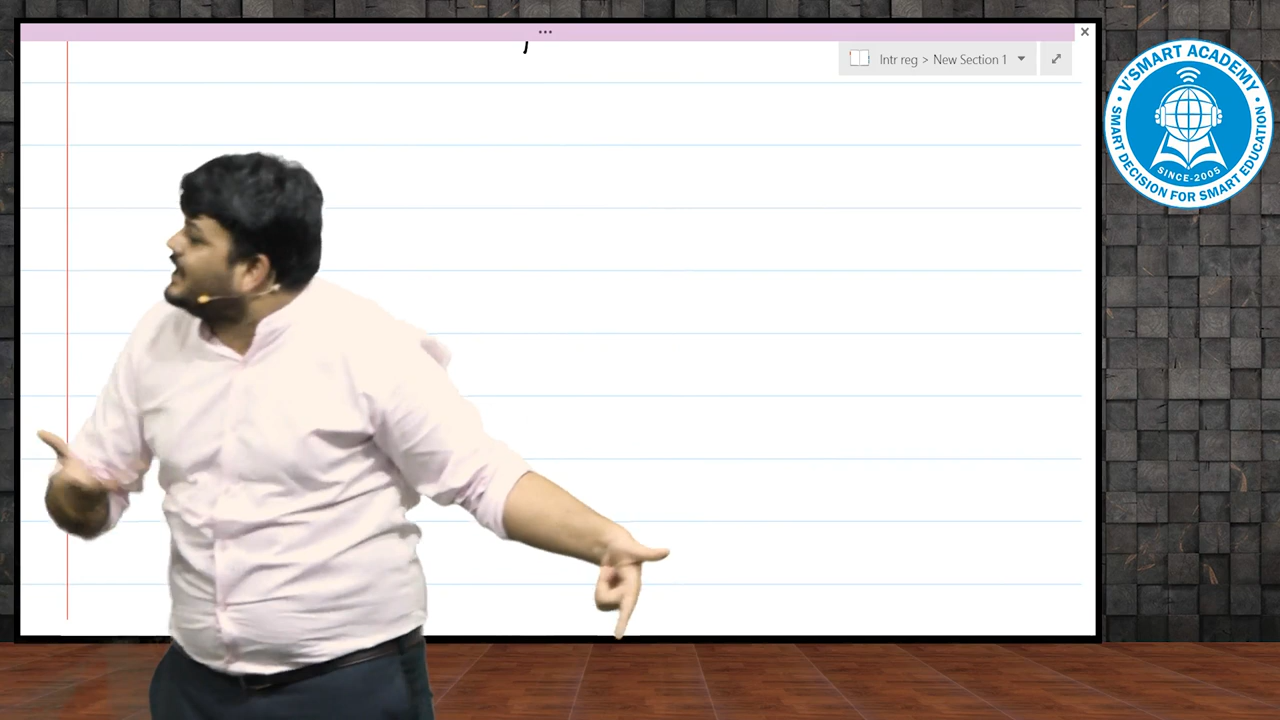 Intr reg > New Section 1
V'SMART ACADEMY
SINCE-2005
SMART DECISION FOR SMART EDUCATION